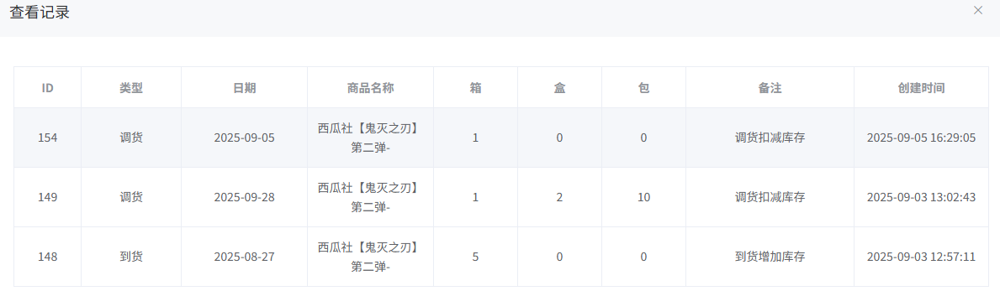 查看记录
ID 类型 日期 商品名称 箱 盒 包 备注 创建时间
154 调货 2025-09-05 西瓜社【鬼灭之刃】 1 0 0 调货扣减库存 2025-09-05 16:29:05
第二弹-
149 调货 2025-09-28 西瓜社【鬼灭之刃】 1 2 10 调货扣减库存 2025-09-03 13:02:43
第二弹-
148 到货 2025-08-27 西瓜社【鬼灭之刃】 5 0 0 到货增加库存 2025-09-03 12:57:11
第二弹-